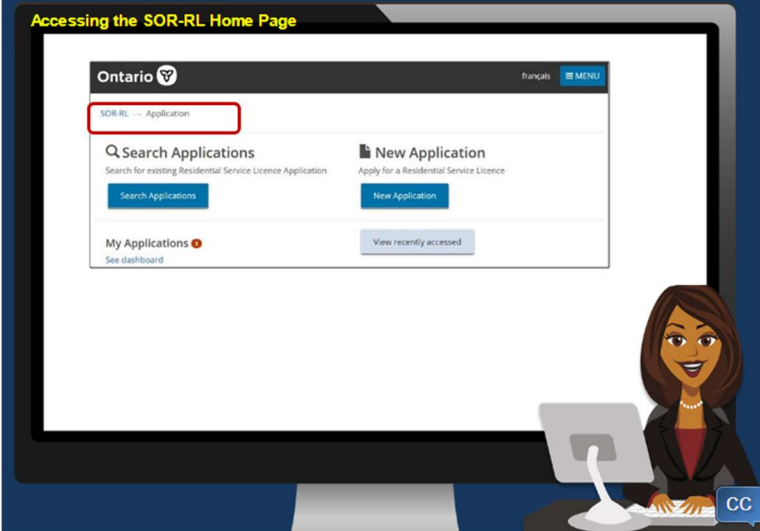 Accessing the SOR-RL Home Page
Ontario
français
MENU
SOR-RL → Application
Search Applications
Search for existing Residential Service Licence Application
Search Applications
New Application
Apply for a Residential Service Licence
New Application
My Applications 1
See dashboard
View recently accessed
CC